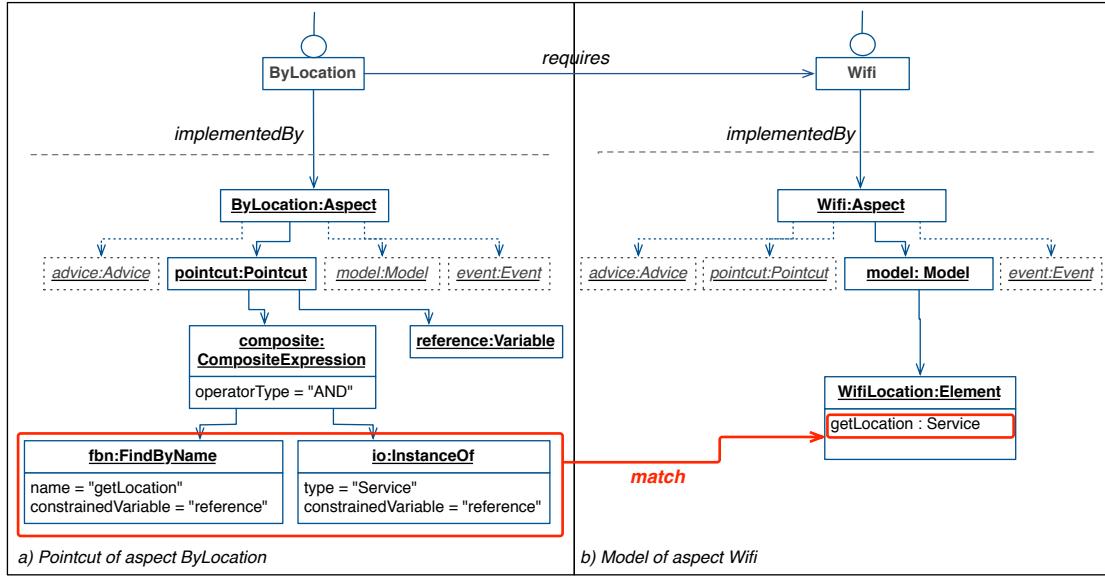 ByLocation
requires
Wifi
implementedBy
implementedBy
ByLocation:Aspect
Wifi:Aspect
advice:Advice
pointcut:Pointcut
model:Model
event:Event
advice:Advice
pointcut:Pointcut
model: Model
event:Event
composite:
CompositeExpression
operatorType = "AND"
reference:Variable
WifiLocation:Element
getLocation : Service
fbn:FindByName
name = "getLocation"
constrainedVariable = "reference"
io:InstanceOf
type = "Service"
constrainedVariable = "reference"
match
a) Pointcut of aspect ByLocation
b) Model of aspect Wifi